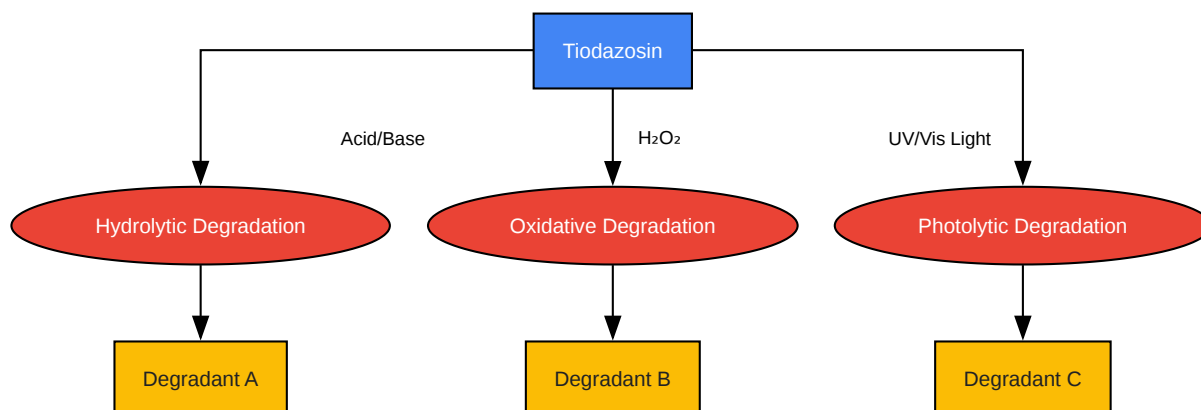 Tiodazosin
Acid/Base
H₂O₂
UV/Vis Light
Hydrolytic Degradation
Oxidative Degradation
Photolytic Degradation
Degradant A
Degradant B
Degradant C